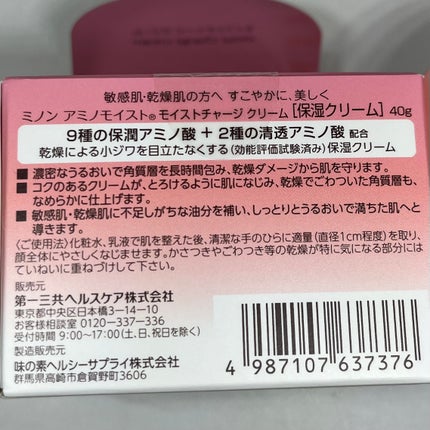 敏感肌・乾燥肌の方へ すこやかに、美しく
ミノン アミノモイスト® モイストチャージ クリーム [保湿クリーム] 40g
9種の保潤アミノ酸 + 2種の清透アミノ酸 配合
乾燥による小ジワを目立たなくする(効能評価試験済み)保湿クリーム
■ 濃密なうるおいで角質層を長時間包み、乾燥ダメージから肌を守ります。
■ コクのあるクリームが、とろけるように肌になじみ、乾燥でごわついた角質層も、
なめらかに仕上げます。
■ 敏感肌・乾燥肌に不足しがちな油分を補い、しっとりとうるおいで満ちた肌へと
導きます。
〈ご使用法〉化粧水、乳液で肌を整えた後、清潔な手のひらに適量(直径1cm程度)を取り、
顔全体にやさしくなじませます。かさつきやごわつき等の乾燥が特に気になる部分には
ていねいに重ねづけして下さい。
販売元
第一三共ヘルスケア株式会社
東京都中央区日本橋3-14-10
お客様相談室 0120-337-336
受付時間 9:00〜17:00(土、日、祝日を除く)
製造販売元
味の素ヘルシーサプライ株式会社
群馬県高崎市倉賀野町3606
4 987107 637376